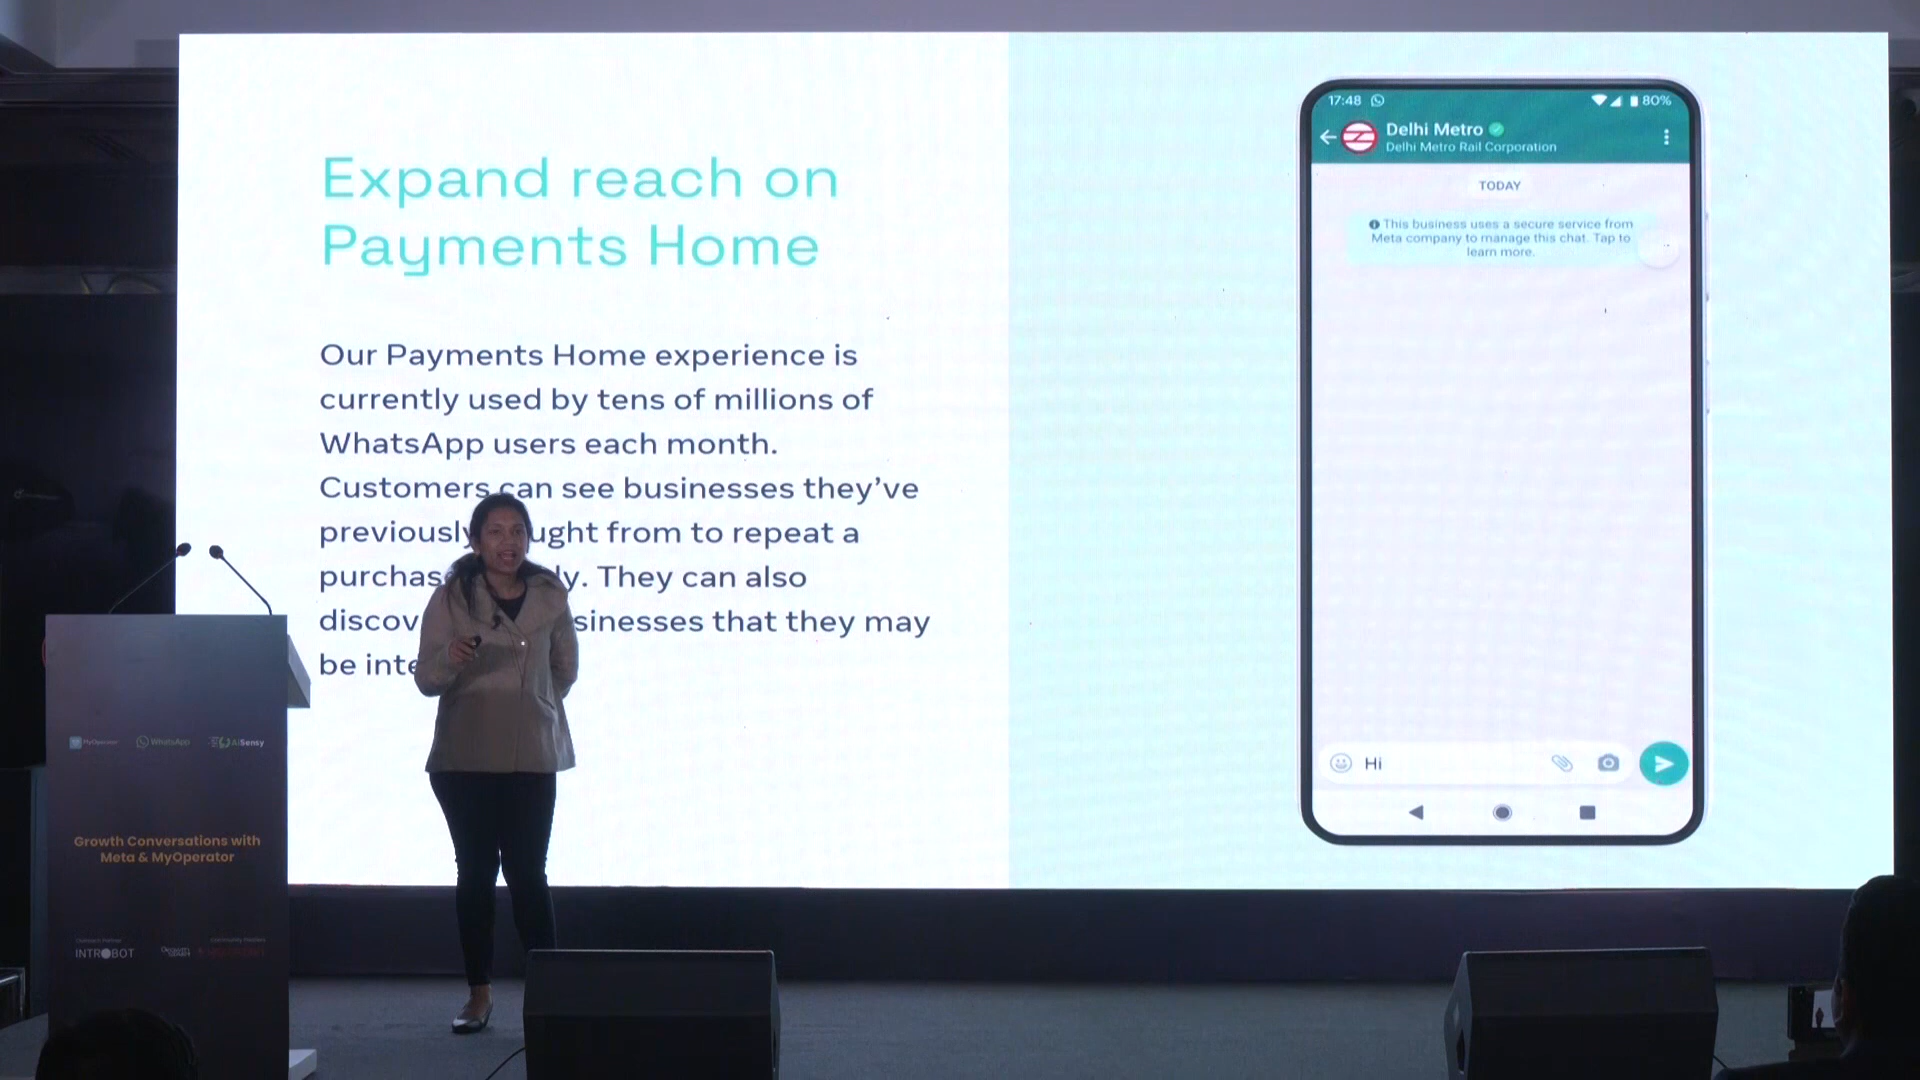 Expand reach on
Payments Home
Our Payments Home experience is
currently used by tens of millions of
WhatsApp users each month.
Customers can see businesses they've
previously ught from to repeat a
purchas ly. They can also
discov sinesses that they may
be inte
17:48
80%
Delhi Metro
Delhi Metro Rail Corporation
TODAY
This business uses a secure service from
Meta company to manage this chat. Tap to
learn more.
Hi
MyOperator WhatsApp AiSensy
Growth Conversations with
Meta & MyOperator
INTROBOT